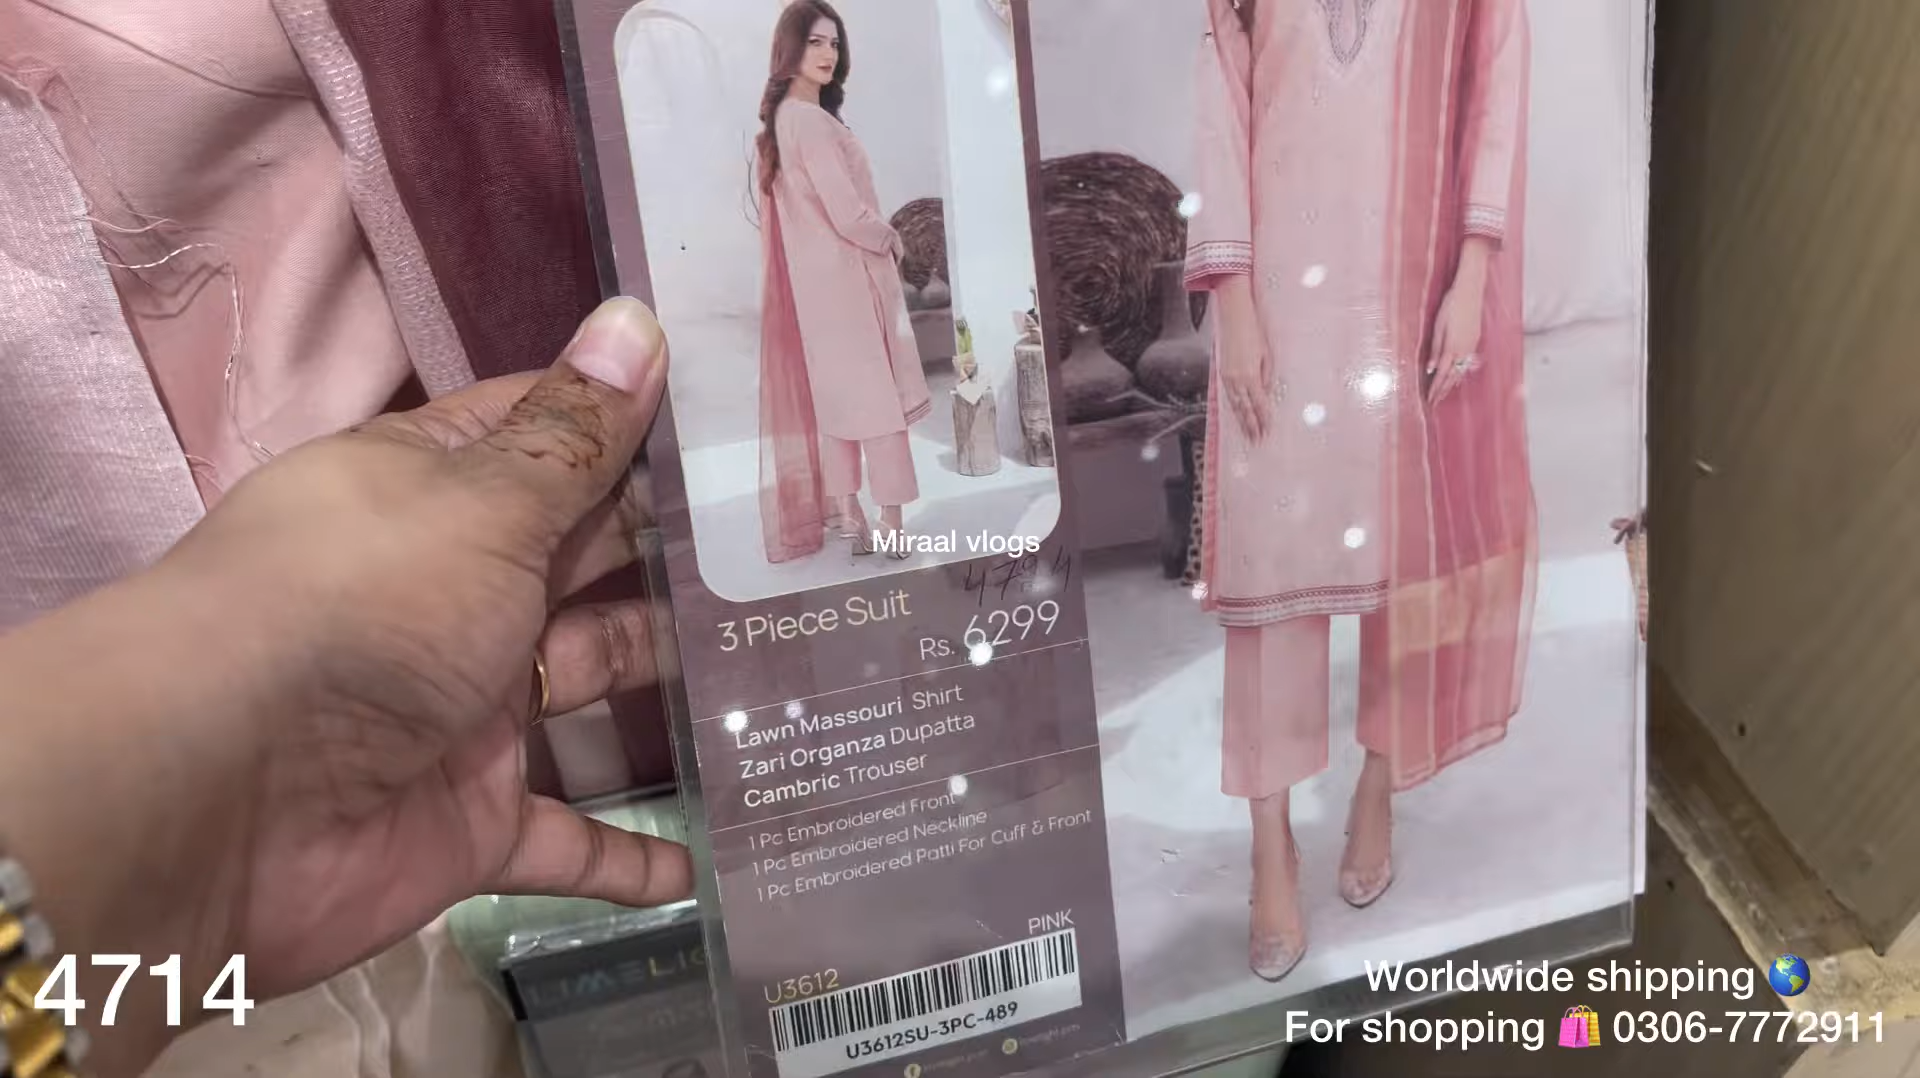 Miraal vlogs
3 Piece Suit
Rs. 6299
Lawn Massouri Shirt
Zari Organza Dupatta
Cambric Trouser
1 Pc Embroidered Front
1 Pc Embroidered Neckline
1 Pc Embroidered Patti For Cuff & Front
PINK
U3612
U3612SU-3PC-489
4714
Worldwide shipping 🌎
For shopping 🛍️ 0306-7772911